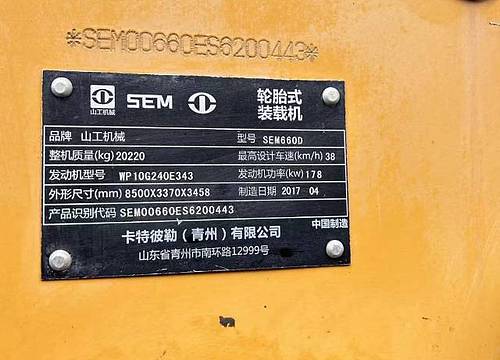 *SEM00660ES6200443*
山工机械 SEM 轮胎式
装载机
品牌 山工机械 型号 SEM660D
整机质量(kg)20220 最高设计车速(km/h)38
发动机型号 WP10G240E343 发动机功率(kw)178
外形尺寸(mm) 8500X3370X3458 制造日期 2017 04
产品识别代码 SEM00660ES6200443
中国制造
卡特彼勒（青州）有限公司
山东省青州市南环路12999号